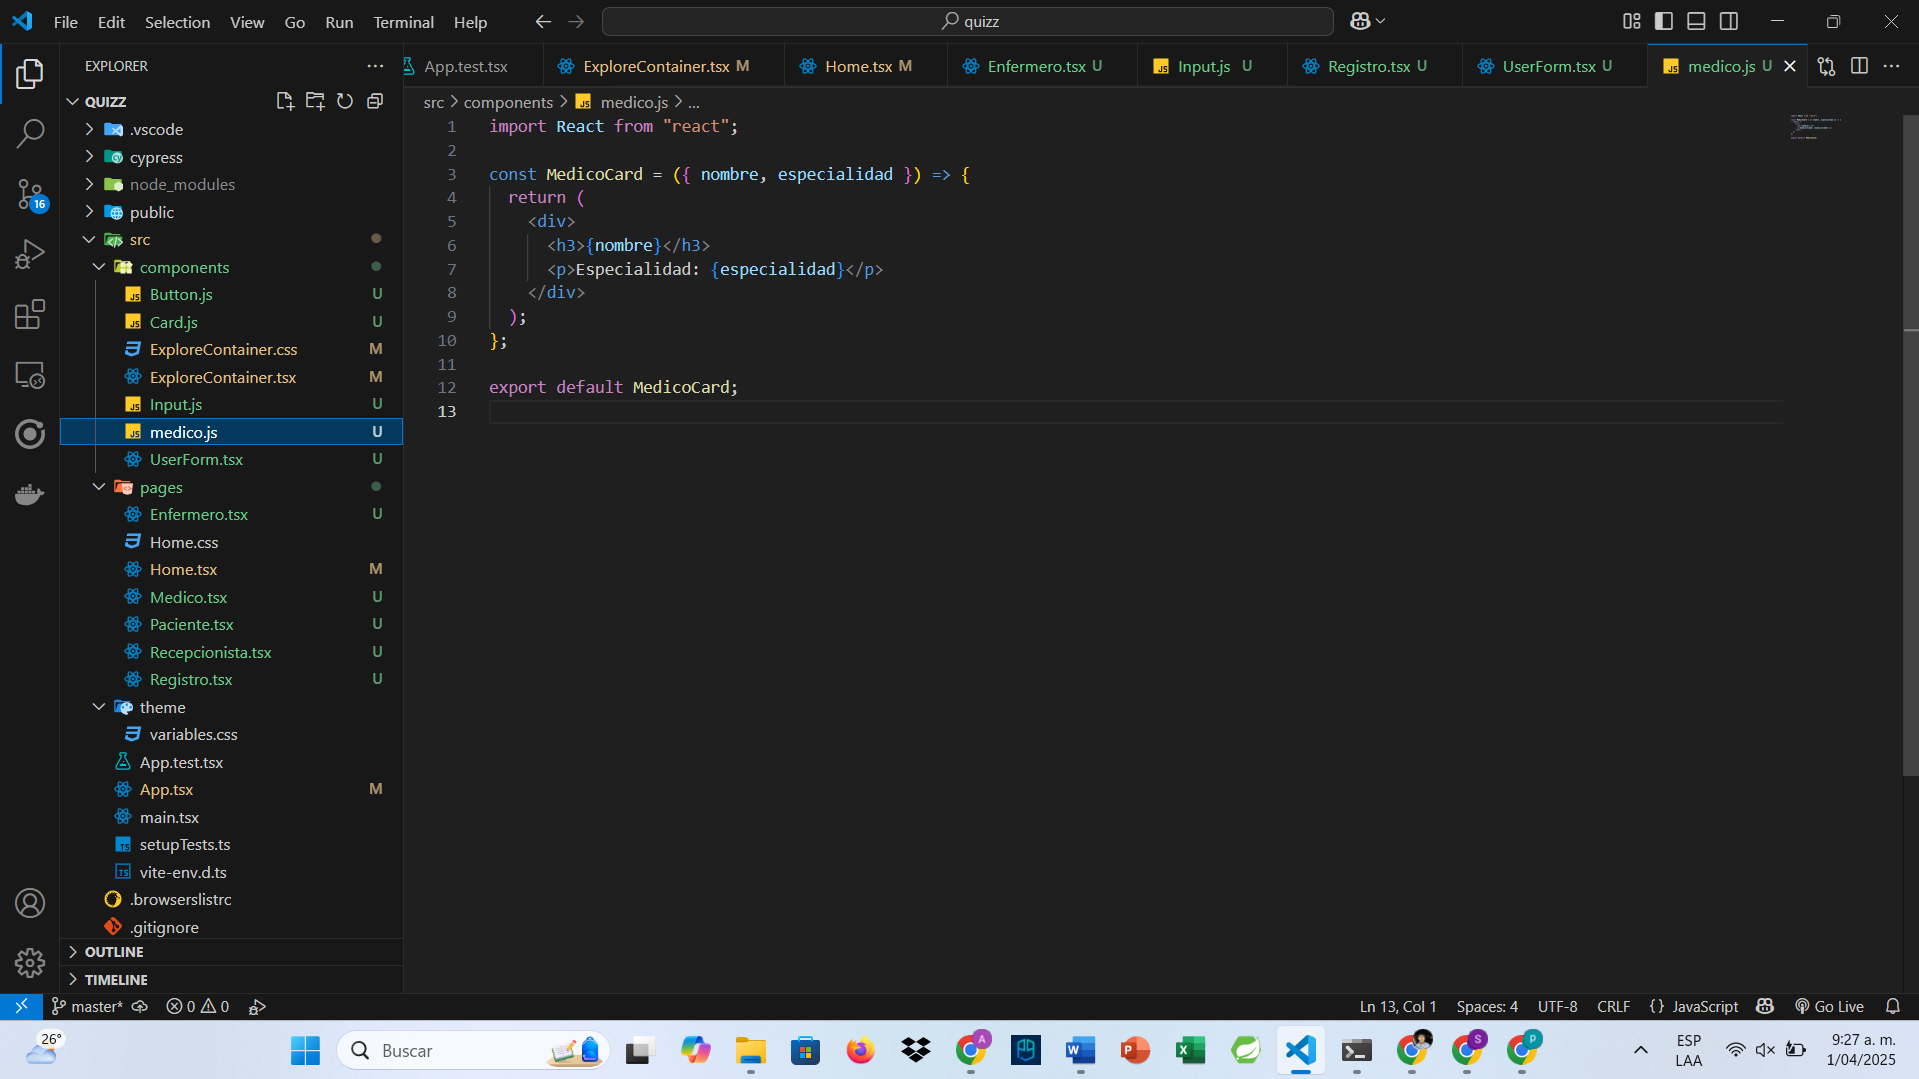 File Edit Selection View Go Run Terminal Help
quizz
EXPLORER
QUIZZ
.vscode
cypress
node_modules
public
src
components
Button.js U
Card.js U
ExploreContainer.css M
ExploreContainer.tsx M
Input.js U
medico.js U
UserForm.tsx U
pages
Enfermero.tsx U
Home.css
Home.tsx M
Medico.tsx U
Paciente.tsx U
Recepcionista.tsx U
Registro.tsx U
theme
variables.css
App.test.tsx
App.tsx M
main.tsx
setupTests.ts
vite-env.d.ts
.browserslistrc
.gitignore
OUTLINE
TIMELINE
16
App.test.tsx ExploreContainer.tsx M Home.tsx M Enfermero.tsx U Input.js U Registro.tsx U UserForm.tsx U medico.js U
src > components > JS medico.js > ...
1 import React from "react";
2
3 const MedicoCard = ({ nombre, especialidad }) => {
4 return (
5 <div>
6 <h3>{nombre}</h3>
7 <p>Especialidad: {especialidad}</p>
8 </div>
9 );
10 };
11
12 export default MedicoCard;
13
master* 0 0 Ln 13, Col 1 Spaces: 4 UTF-8 CRLF {} JavaScript Go Live
26° Buscar ESP 9:27 a. m.
LAA 1/04/2025